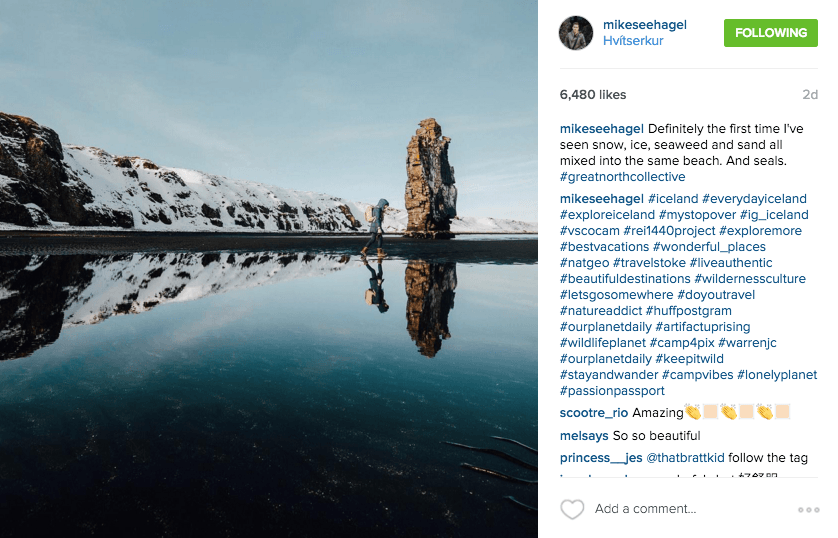 mikeseehagel
Hvítserkur
FOLLOWING
6,480 likes
2d
mikeseehagel Definitely the first time I've
seen snow, ice, seaweed and sand all
mixed into the same beach. And seals.
#greatnorthcollective
mikeseehagel #iceland #everydayiceland
#exploreiceland #mystopover #ig_iceland
#vscocam #rei1440project #exploremore
#bestvacations #wonderful_places
#natgeo #travelstoke #liveauthentic
#beautifuldestinations #wildernessculture
#letsgosomewhere #doyoutravel
#natureaddict #huffpostgram
#ourplanetdaily #artifactuprising
#wildlifeplanet #camp4pix #warrenjc
#ourplanetdaily #keepitwild
#stayandwander #campvibes #lonelyplanet
#passionpassport
scootre_rio Amazing👏🏻👏🏻👏🏻
melsays So so beautiful
princess__jes @thatbrattkid follow the tag
Add a comment...